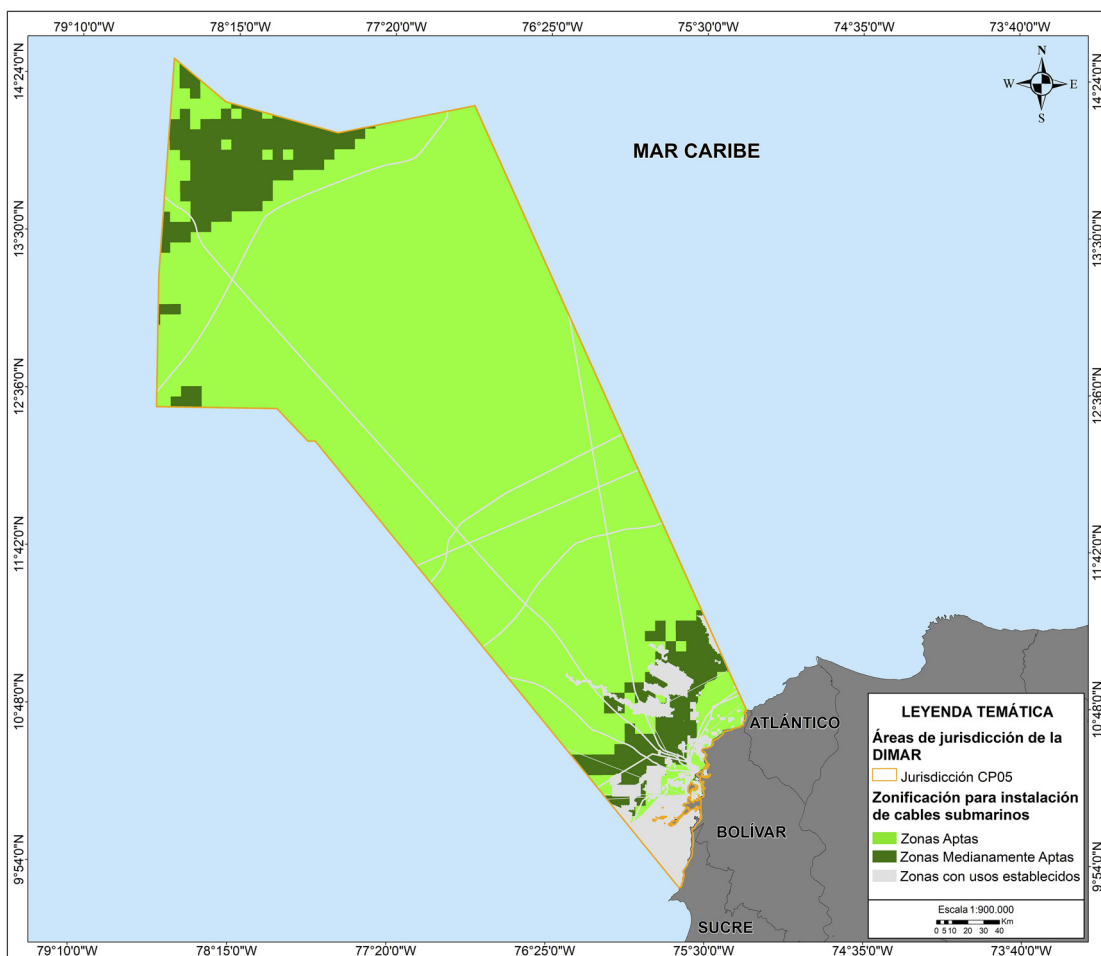 79°10'0"W 78°15'0"W 77°20'0"W 76°25'0"W 75°30'0"W 74°35'0"W 73°40'0"W
14°24'0"N
14°24'0"N
N
W E
S
MAR CARIBE
13°30'0"N
13°30'0"N
12°36'0"N
12°36'0"N
11°42'0"N
11°42'0"N
10°48'0"N
10°48'0"N
ATLÁNTICO
BOLÍVAR
SUCRE
9°54'0"N
9°54'0"N
LEYENDA TEMÁTICA
Áreas de jurisdicción de la
DIMAR
Jurisdicción CP05
Zonificación para instalación
de cables submarinos
Zonas Aptas
Zonas Medianamente Aptas
Zonas con usos establecidos
Escala 1:900.000
0 5 10 20 30 40 Km
79°10'0"W 78°15'0"W 77°20'0"W 76°25'0"W 75°30'0"W 74°35'0"W 73°40'0"W